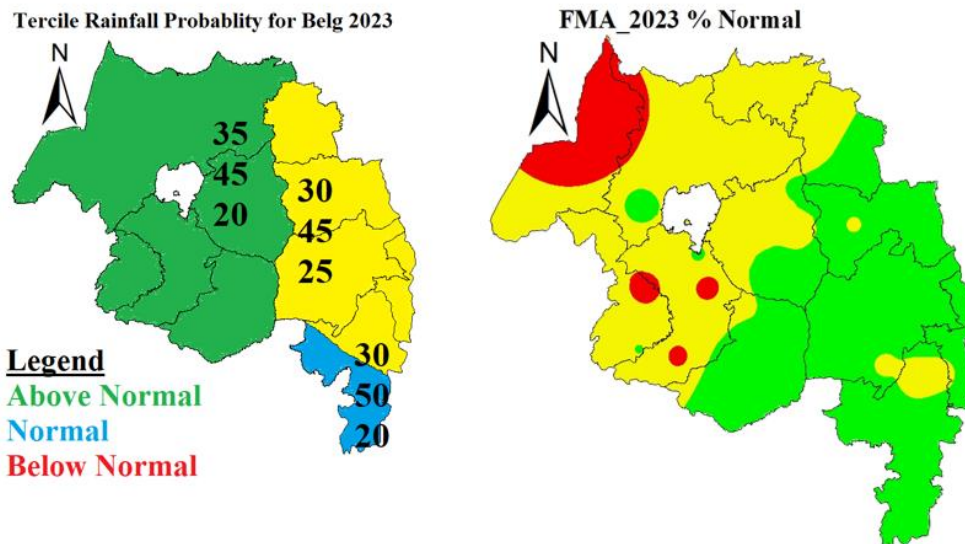 Tercile Rainfall Probablity for Belg 2023
N
35
45
20
30
45
25
30
50
20
Legend
Above Normal
Normal
Below Normal
FMA_2023 % Normal
N